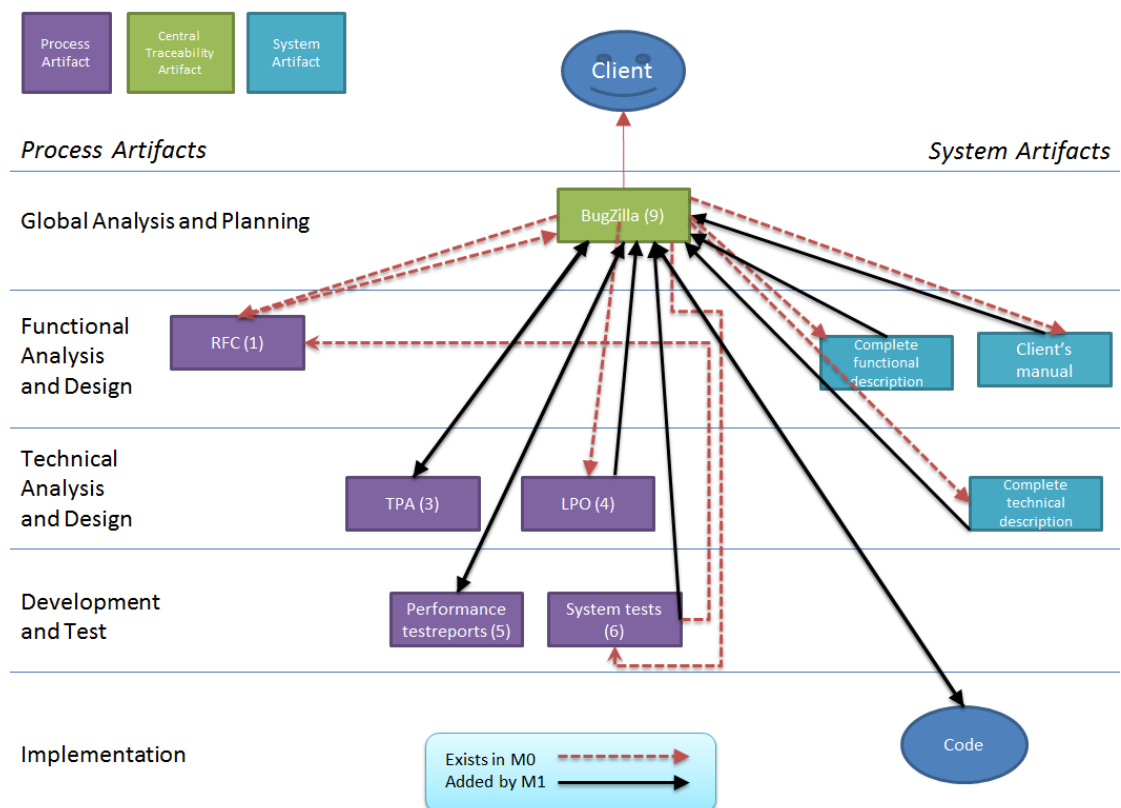 Process
Artifact
Central
Traceability
Artifact
System
Artifact
Client
Process Artifacts
System Artifacts
Global Analysis and Planning
BugZilla (9)
Functional
Analysis
and Design
RFC (1)
Complete
functional
description
Client's
manual
Technical
Analysis
and Design
TPA (3)
LPO (4)
Complete
technical
description
Development
and Test
Performance
testreports (5)
System tests
(6)
Implementation
Exists in M0
Added by M1
Code